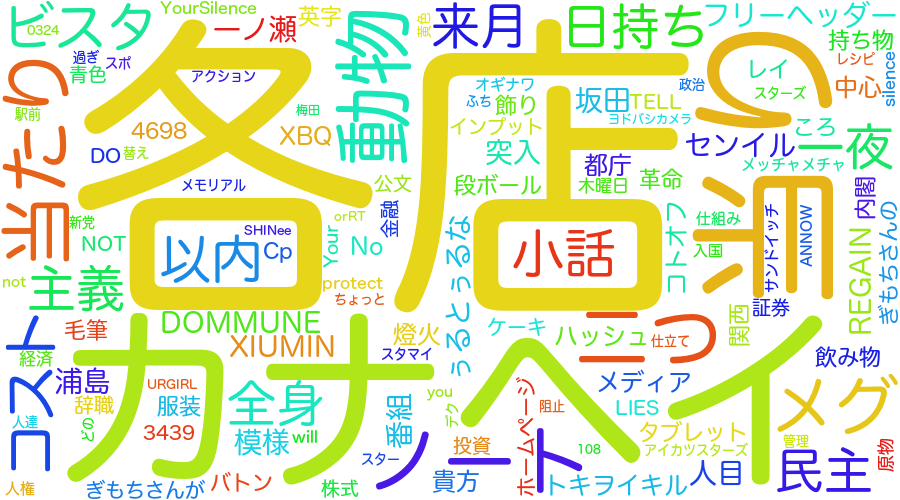 ビスタ
0324
YourSilence
一ノ瀬
英字
黄色
来月
日持ち
フリーヘッダー
持ち物
過ぎ
スポ
青色
アクション
動物
各店
の
レイ
スターズ
レシピ
中心
silence
当たり
駅前
4698
DO
替え
梅田
XBQ
メモリアル
公文
オギナワ
ふち
飾り
インプット
坂田
TELL
政治
ヨドバシカメラ
センイル
ころ
一夜
メッチャメチャ
突入
段ボール
都庁
木曜日
革命
新党
NOT
not
主義
以内
SHINee
Cp
orRT
Your
No
金融
protect
ちょっと
うるとぅるな
小話
コトオフ
仕組み
入国
消
サンドイッチ
ANNOW
内閣
REGAIN
ぎもちさんの
証券
関西
コスト
経済
毛筆
DOMMUNE
XIUMIN
燈火
スタマイ
ケーキ
ハッシュ
二つ
仕立て
飲み物
カナヘイ
浦島
辞職
人達
どの
人権
URGIRL
服装
3439
全身
模様
will
番組
スター
you
デク
投資
ノート
ホームページ
阻止
108
メディア
LIES
タブレット
アイカツスターズ
管理
メグ
原物
民主
人目
トキヲイキル
貴方
株式
バトン
ぎもちさんが